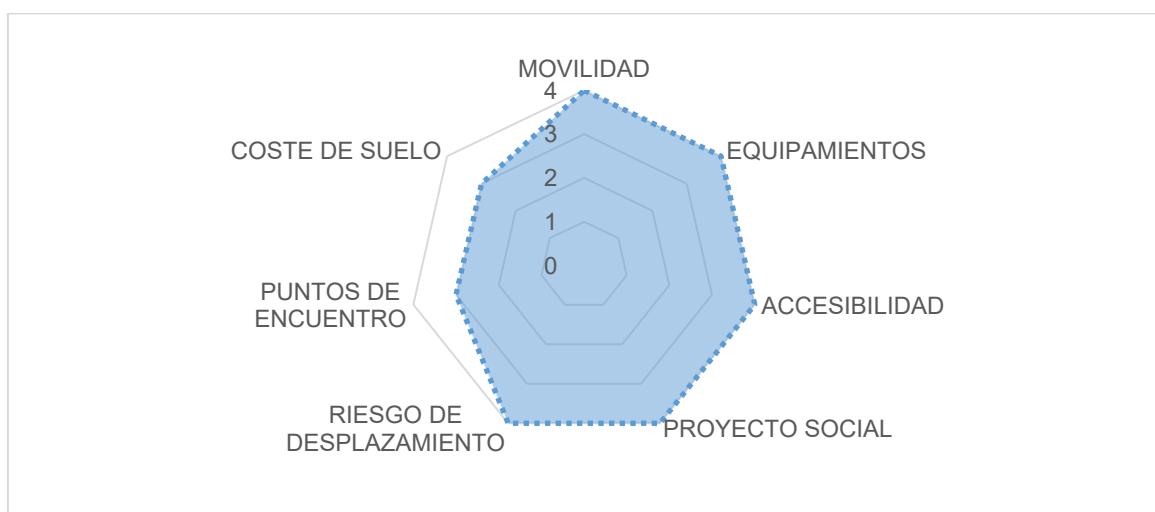 MOVILIDAD
4
3
2
1
0
EQUIPAMIENTOS
ACCESIBILIDAD
PROYECTO SOCIAL
RIESGO DE
DESPLAZAMIENTO
PUNTOS DE
ENCUENTRO
COSTE DE SUELO